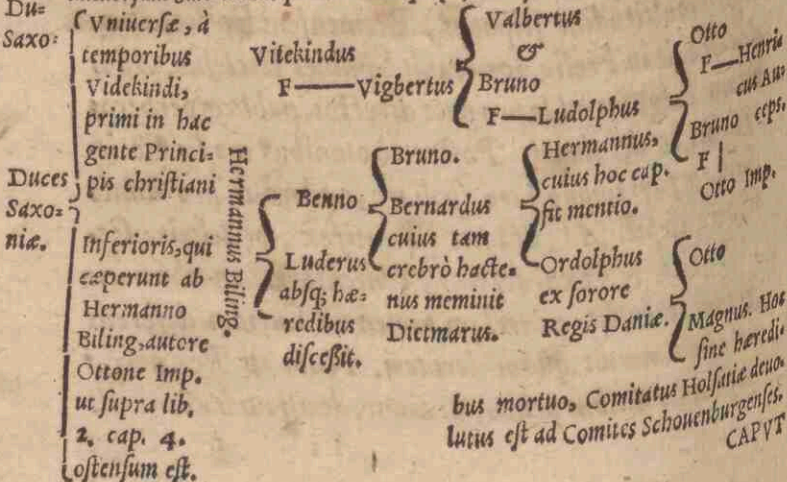 Du-
Saxo:
Duces
Saxo=
niæ.
Vniuersæ, à
temporibus
Videkindi,
primi in hac
gente Princi=
pis christiani
Inferioris, qui
cæperunt ab
Hermanno
Biling, autore
Ottone Imp.
ut supra lib.
2. cap. 4.
ostensum est.
Vitekindus
F—Vigbertus
Valbertus
&
Bruno
F—Ludolphus
Otto
F—Henri
cus Au=
ceps.
Bruno
F
Otto Imp.
Hermannus Biling.
Benno
Luderus
absq; hæ=
redibus
discessit.
Bruno.
Bernardus
cuius tam
crebrò hacte=
nus meminit
Dietmarus.
Hermannus,
cuius hoc cap.
fit mentio.
Ordolphus
ex sorore
Regis Daniæ.
Otto
Magnus. Hoc
sine hæredi=
bus mortuo, Comitatus Holsatiæ deuo=
lutus est ad Comites Schouenburgenses.
CAPVT